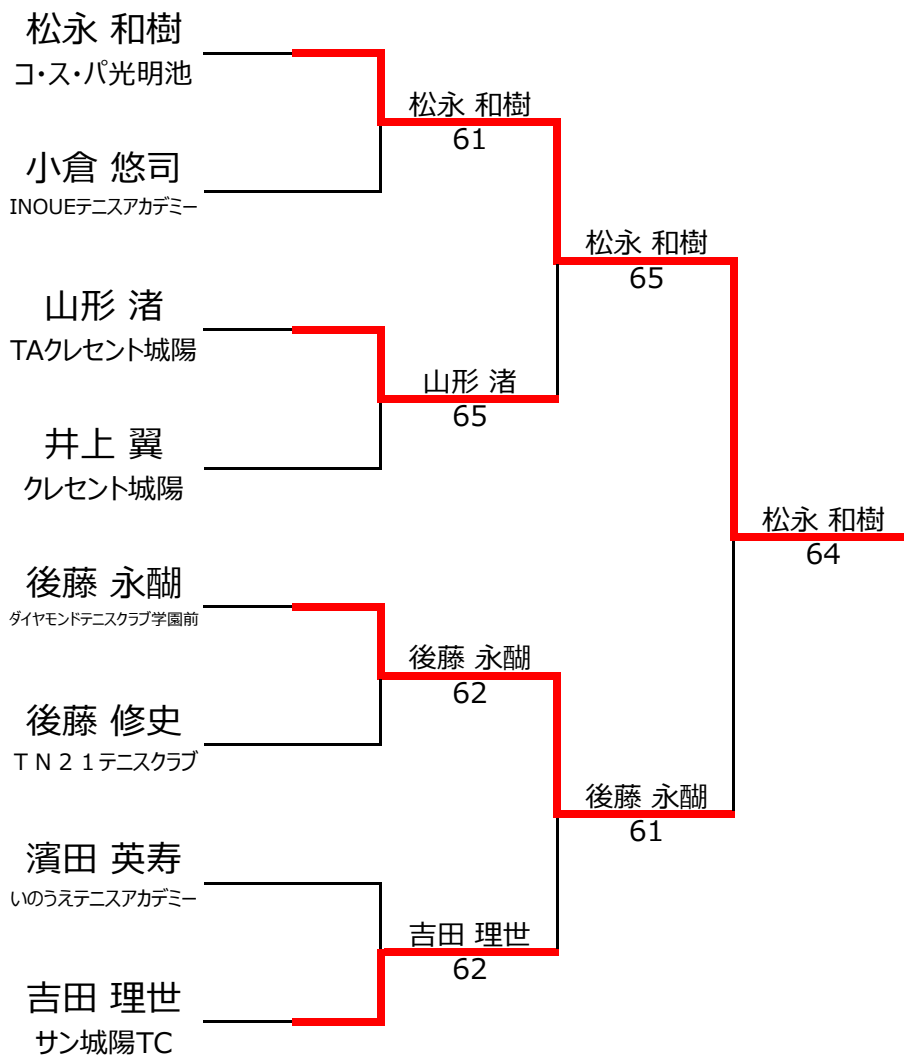 松永 和樹
コ・ス・パ光明池
小倉 悠司
INOUEテニスアカデミー
山形 渚
TAクレセント城陽
井上 翼
クレセント城陽
後藤 永醐
ダイヤモンドテニスクラブ学園前
後藤 修史
ＴＮ２１テニスクラブ
濱田 英寿
いのうえテニスアカデミー
吉田 理世
サン城陽TC
松永 和樹
61
山形 渚
65
後藤 永醐
62
吉田 理世
62
松永 和樹
65
後藤 永醐
61
松永 和樹
64